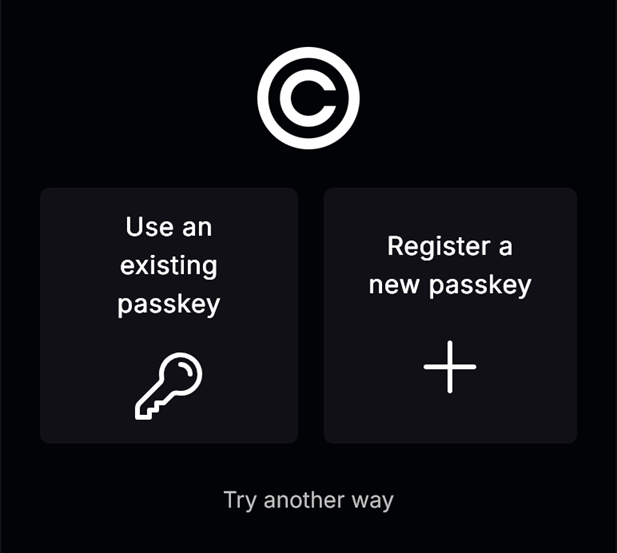 ©
Use an
existing
passkey
Register a
new passkey
Try another way